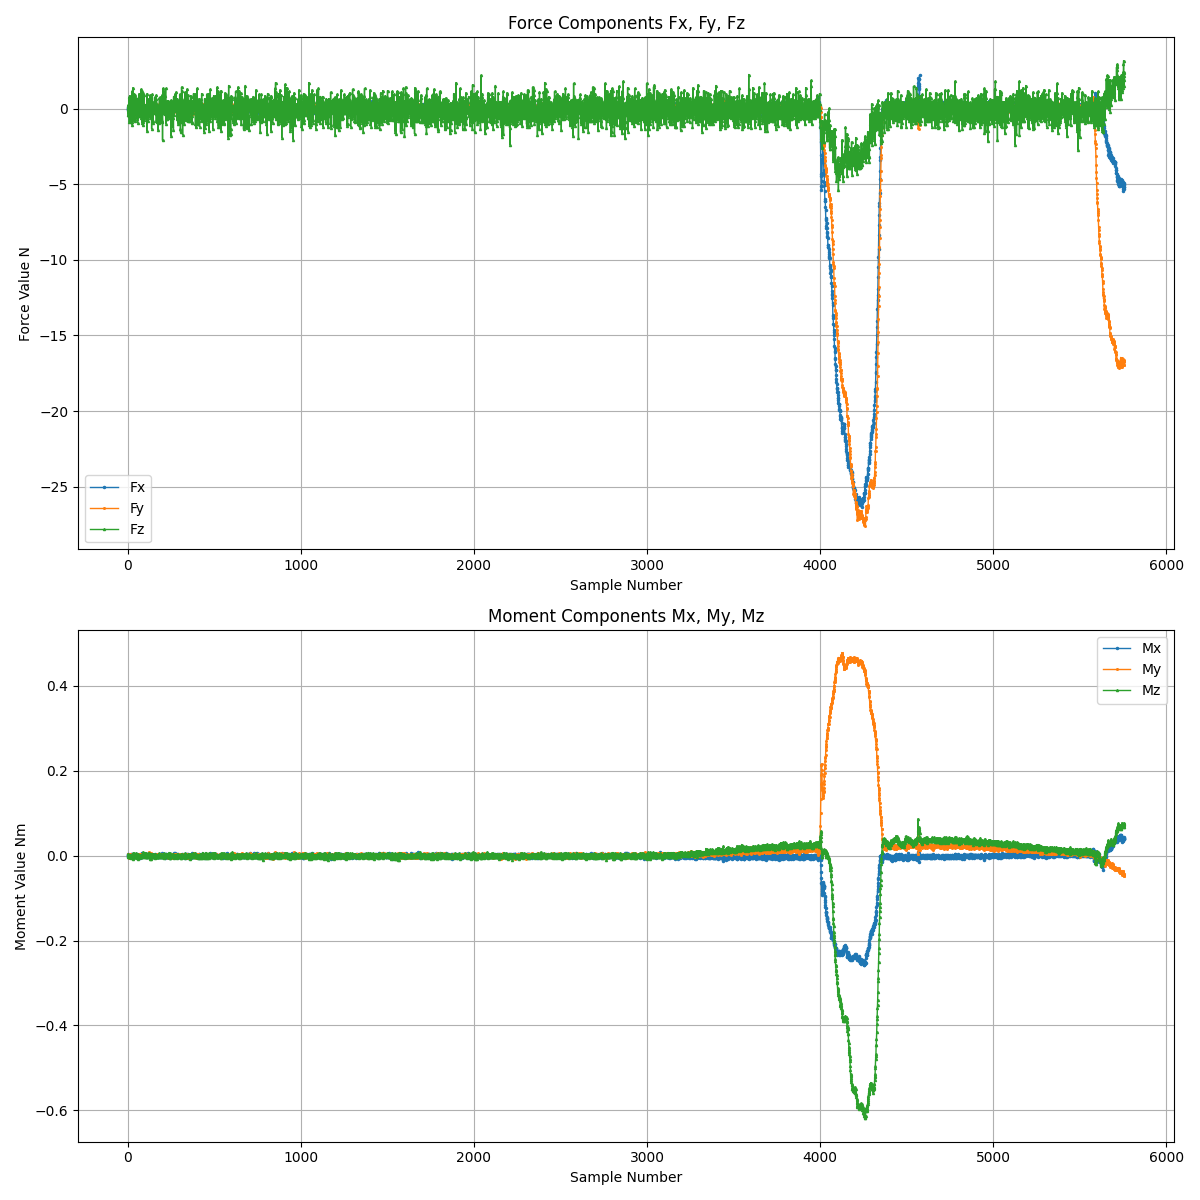 Force Components Fx, Fy, Fz
0
−5
−10
−15
−20
−25
Force Value N
Fx
Fy
Fz
0 1000 2000 3000 4000 5000 6000
Sample Number
Moment Components Mx, My, Mz
Mx
My
Mz
0.4
0.2
0.0
−0.2
−0.4
−0.6
Moment Value Nm
0 1000 2000 3000 4000 5000 6000
Sample Number